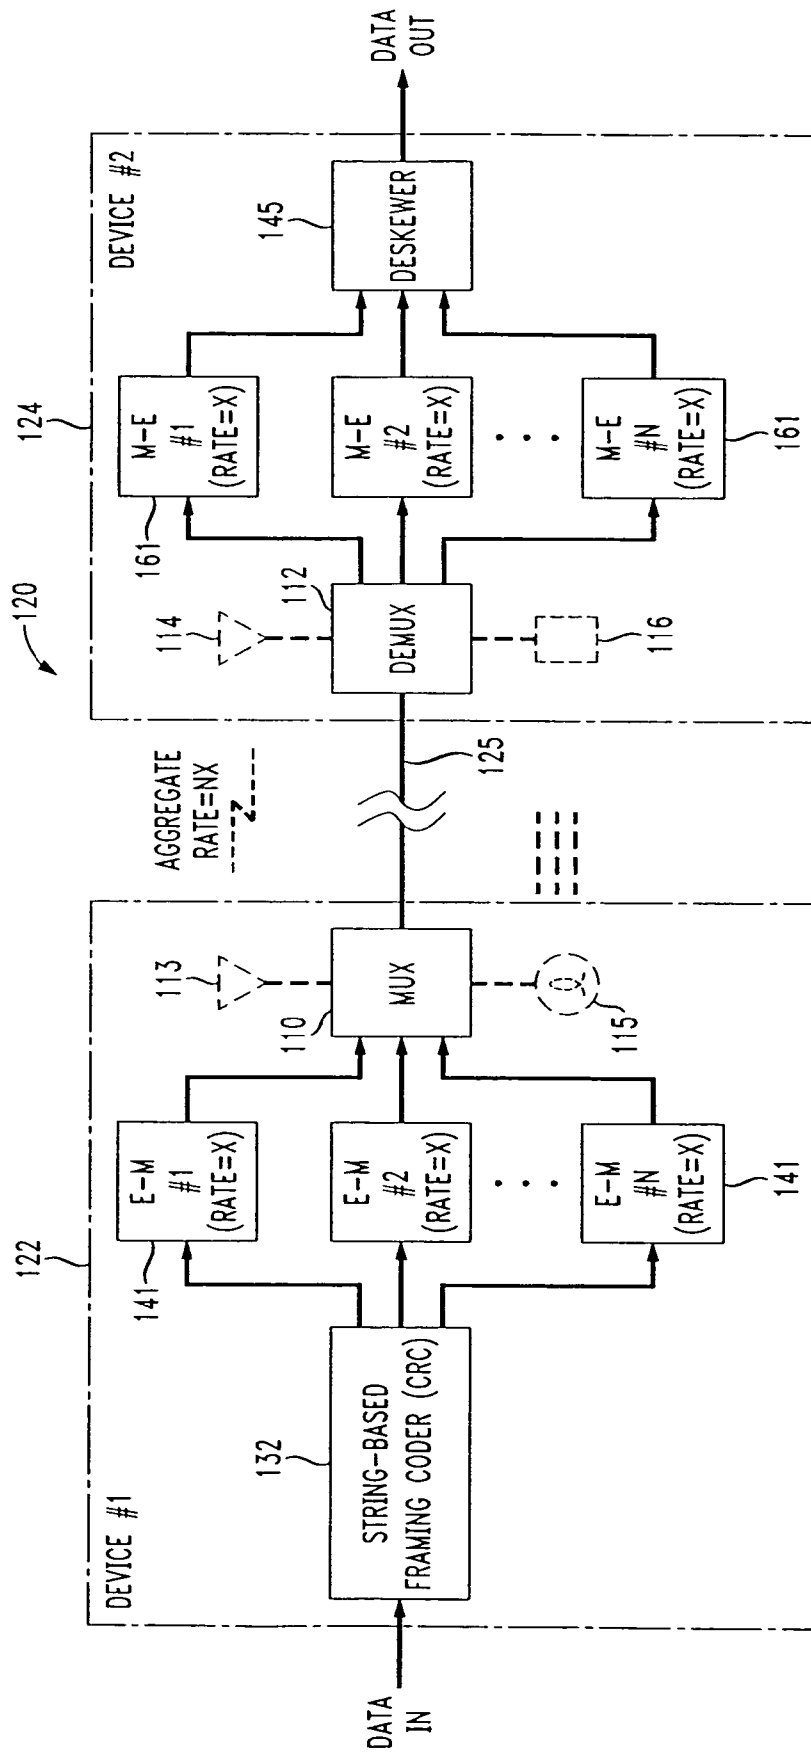 120
122
DEVICE #1
DATA
IN
132
STRING-BASED
FRAMING CODER (CRC)
141
E-M
#1
(RATE=X)
E-M
#2
(RATE=X)
. . .
E-M
#N
(RATE=X)
141
110
MUX
113
115
AGGREGATE
RATE=NX
125
124
DEVICE #2
112
DEMUX
114
116
161
M-E
#1
(RATE=X)
M-E
#2
(RATE=X)
. . .
M-E
#N
(RATE=X)
161
145
DESKEWER
DATA
OUT